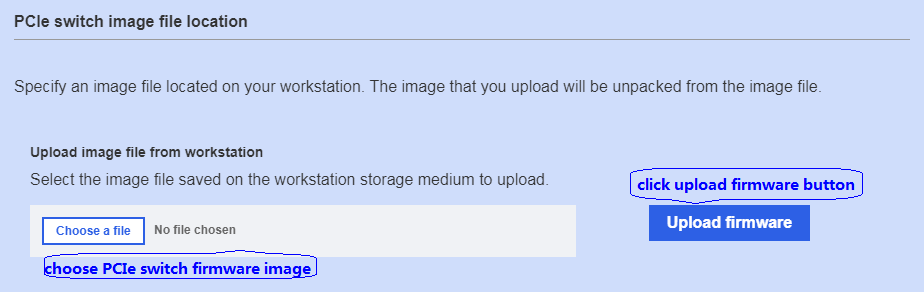 PCIe switch image file location
Specify an image file located on your workstation. The image that you upload will be unpacked from the image file.
Upload image file from workstation
Select the image file saved on the workstation storage medium to upload.
click upload firmware button
Choose a file
No file chosen
Upload firmware
choose PCIe switch firmware image